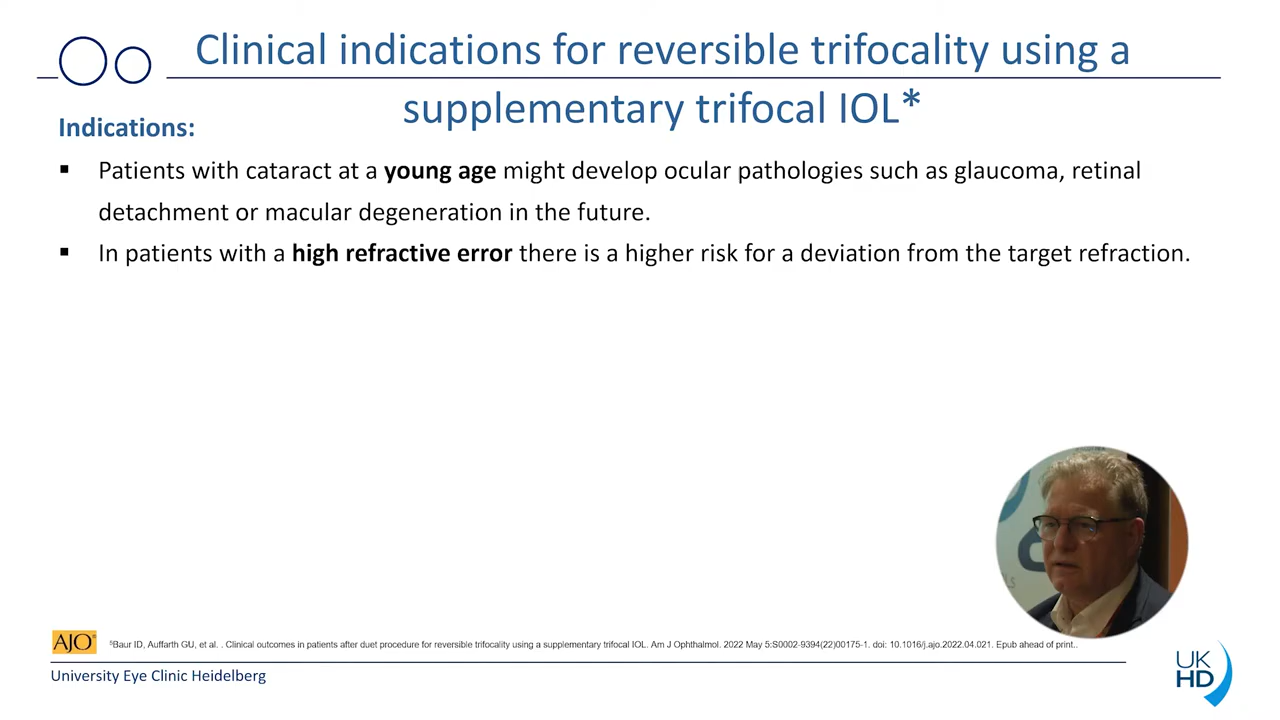 Clinical indications for reversible trifocality using a
supplementary trifocal IOL*
Indications:
▪ Patients with cataract at a young age might develop ocular pathologies such as glaucoma, retinal
detachment or macular degeneration in the future.
▪ In patients with a high refractive error there is a higher risk for a deviation from the target refraction.
AJO
Baur ID, Auffarth GU, et al. . Clinical outcomes in patients after duet procedure for reversible trifocality using a supplementary trifocal IOL. Am J Ophthalmol. 2022 May 5:S0002-9394(22)00175-1. doi: 10.1016/j.ajo.2022.04.021. Epub ahead of print..
University Eye Clinic Heidelberg
UK
HD